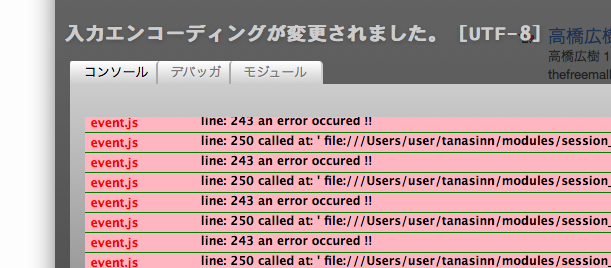 入力エンコーディングが変更されました。[UTF-8]
高橋広樹
高橋広樹 1
thefreemall
コンソール デバッガ モジュール
event.js line: 243 an error occured !!
event.js line: 250 called at: ' file:///Users/user/tanasinn/modules/session_
event.js line: 243 an error occured !!
event.js line: 250 called at: ' file:///Users/user/tanasinn/modules/session_
event.js line: 243 an error occured !!
event.js line: 250 called at: ' file:///Users/user/tanasinn/modules/session_
event.js line: 243 an error occured !!
event.js line: 250 called at: ' file:///Users/user/tanasinn/modules/session_